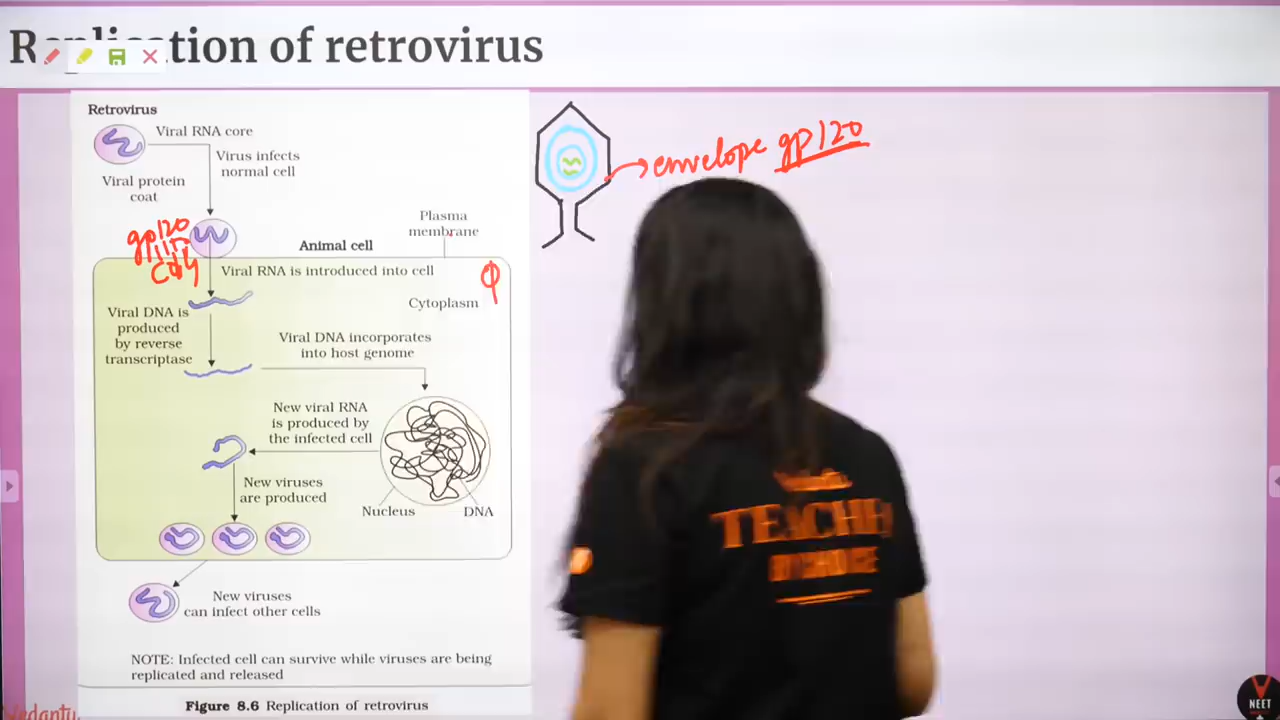 Replication of retrovirus
Retrovirus
Viral RNA core
Virus infects
normal cell
Viral protein
coat
envelope gp120
gp120
CD4
Plasma
membrane
Animal cell
Viral RNA is introduced into cell
Cytoplasm
Viral DNA is
produced
by reverse
transcriptase
Viral DNA incorporates
into host genome
New viral RNA
is produced by
the infected cell
New viruses
are produced
Nucleus
DNA
New viruses
can infect other cells
NOTE: Infected cell can survive while viruses are being
replicated and released
Figure 8.6 Replication of retrovirus
Vedantu
TEACHER
NEET